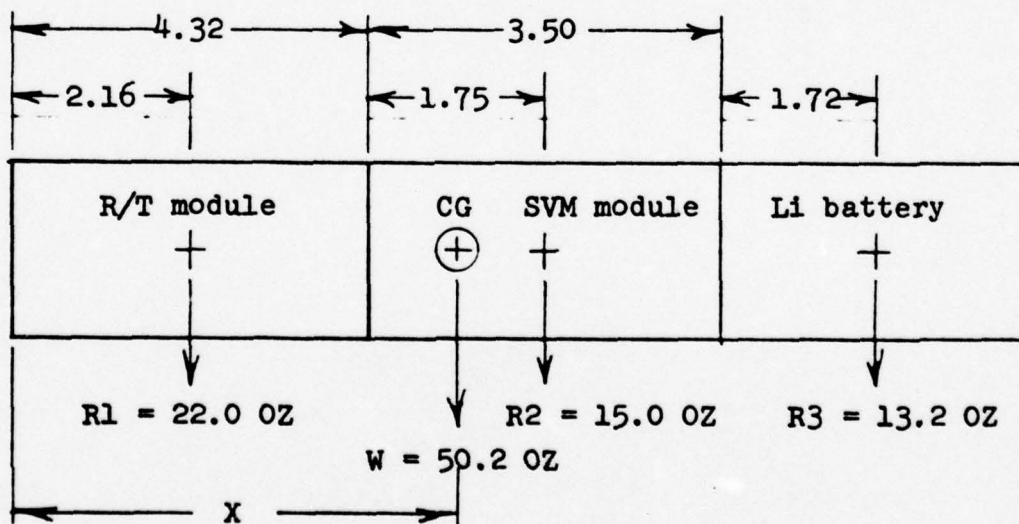 4.32 3.50
2.16 1.75 1.72
R/T module CG SVM module Li battery
R1 = 22.0 OZ R2 = 15.0 OZ R3 = 13.2 OZ
W = 50.2 OZ
X